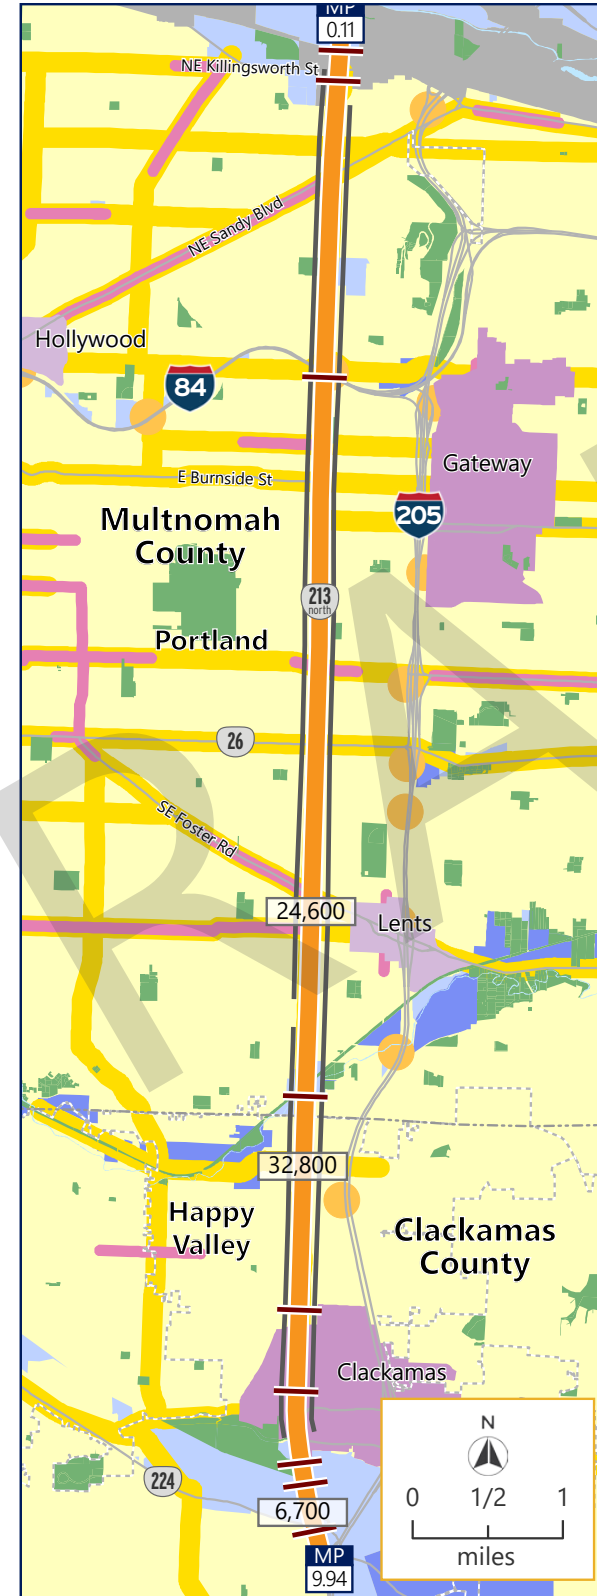 MP
0.11
NE Killingsworth St
NE Sandy Blvd
Hollywood
84
Gateway
E Burnside St
205
Multnomah
County
213
north
Portland
26
SE Foster Rd
24,600
Lents
32,800
Happy
Valley
Clackamas
County
Clackamas
N
0 1/2 1
miles
224
6,700
MP
9.94
RA